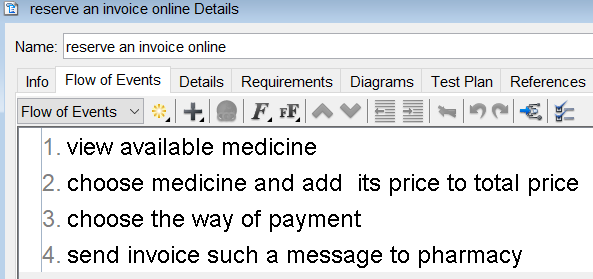 reserve an invoice online Details
Name: reserve an invoice online
Info Flow of Events Details Requirements Diagrams Test Plan References
Flow of Events F FF
1. view available medicine
2. choose medicine and add  its price to total price
3. choose the way of payment
4. send invoice such a message to pharmacy